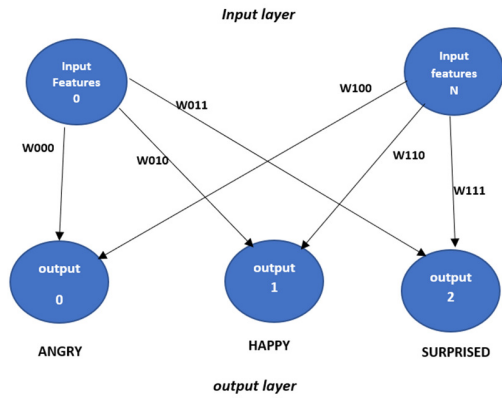 Input layer
Input
Features
0
Input
features
N
W011
W100
W000
W010
W110
W111
output
0
output
1
output
2
ANGRY
HAPPY
SURPRISED
output layer